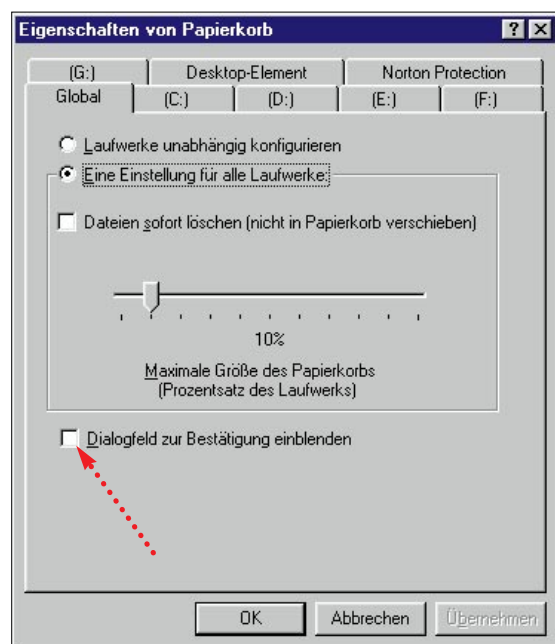 Eigenschaften von Papierkorb
(G:) Desktop-Element Norton Protection
Global (C:) (D:) (E:) (F:)
Laufwerke unabhängig konfigurieren
Eine Einstellung für alle Laufwerke:
Dateien sofort löschen (nicht in Papierkorb verschieben)
10%
Maximale Größe des Papierkorbs
(Prozentsatz des Laufwerks)
Dialogfeld zur Bestätigung einblenden
OK Abbrechen Übernehmen